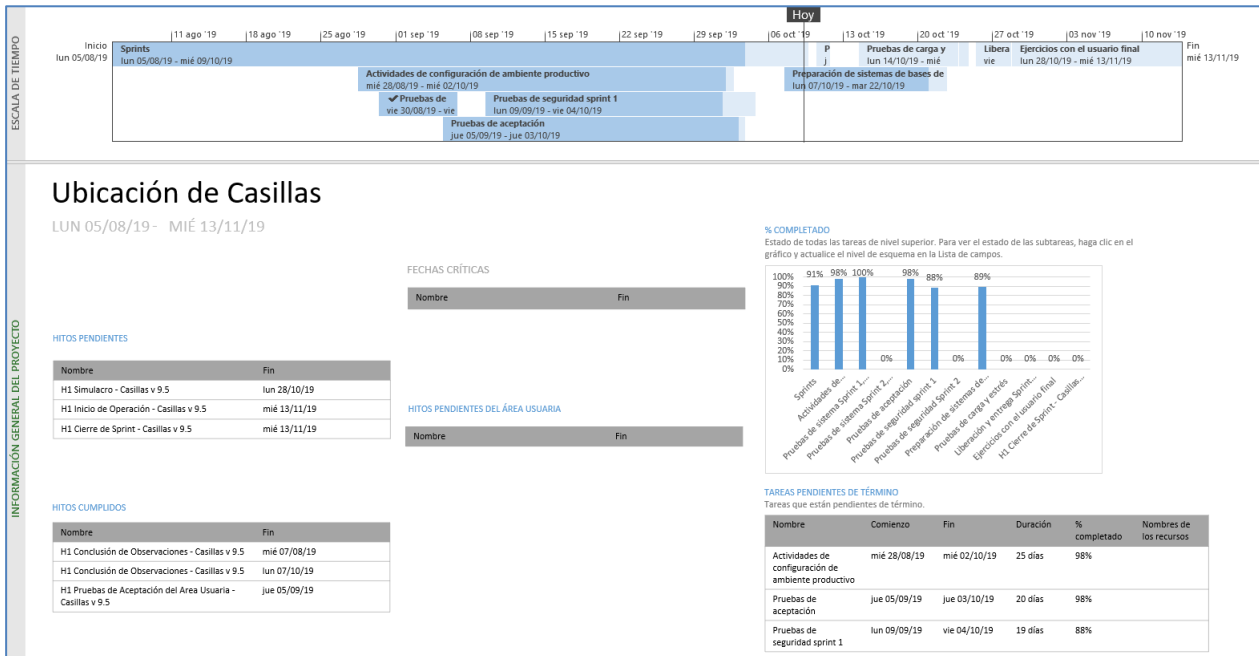 Hoy
11 ago '19
18 ago '19
25 ago '19
01 sep '19
08 sep '19
15 sep '19
22 sep '19
29 sep '19
06 oct '19
13 oct '19
20 oct '19
27 oct '19
03 nov '19
10 nov '19
ESCALA DE TIEMPO
Inicio
lun 05/08/19
Sprints
lun 05/08/19 - mié 09/10/19
P
j
Pruebas de carga y
lun 14/10/19 - mié
Libera
vie
Ejercicios con el usuario final
lun 28/10/19 - mié 13/11/19
Fin
mié 13/11/19
Actividades de configuración de ambiente productivo
mié 28/08/19 - mié 02/10/19
Preparación de sistemas de bases de
lun 07/10/19 - mar 22/10/19
✔ Pruebas de
vie 30/08/19 - vie
Pruebas de seguridad sprint 1
lun 09/09/19 - vie 04/10/19
Pruebas de aceptación
jue 05/09/19 - jue 03/10/19
INFORMACIÓN GENERAL DEL PROYECTO
Ubicación de Casillas
LUN 05/08/19 - MIÉ 13/11/19
HITOS PENDIENTES
Nombre Fin
H1 Simulacro - Casillas v 9.5 lun 28/10/19
H1 Inicio de Operación - Casillas v 9.5 mié 13/11/19
H1 Cierre de Sprint - Casillas v 9.5 mié 13/11/19
HITOS CUMPLIDOS
Nombre Fin
H1 Conclusión de Observaciones - Casillas v 9.5 mié 07/08/19
H1 Conclusión de Observaciones - Casillas v 9.5 lun 07/10/19
H1 Pruebas de Aceptación del Area Usuaria - jue 05/09/19
Casillas v 9.5
FECHAS CRÍTICAS
Nombre Fin
HITOS PENDIENTES DEL ÁREA USUARIA
Nombre Fin
% COMPLETADO
Estado de todas las tareas de nivel superior. Para ver el estado de las subtareas, haga clic en el
gráfico y actualice el nivel de esquema en la Lista de campos.
100%
90%
80%
70%
60%
50%
40%
30%
20%
10%
0%
91% 98% 100% 0% 98% 88% 0% 89% 0% 0% 0% 0%
Sprints
Actividades de...
Pruebas de sistema Sprint 1,...
Pruebas de sistema Sprint 2,...
Pruebas de aceptación
Pruebas de seguridad sprint 1
Pruebas de seguridad Sprint 2
Preparación de sistemas de...
Pruebas de carga y estrés
Liberación y entrega Sprint...
Ejercicios con el usuario final
H1 Cierre de Sprint - Casillas...
TAREAS PENDIENTES DE TÉRMINO
Tareas que están pendientes de término.
Nombre Comienzo Fin Duración % Nombres de
completado los recursos
Actividades de mié 28/08/19 mié 02/10/19 25 días 98%
configuración de
ambiente productivo
Pruebas de jue 05/09/19 jue 03/10/19 20 días 98%
aceptación
Pruebas de lun 09/09/19 vie 04/10/19 19 días 88%
seguridad sprint 1